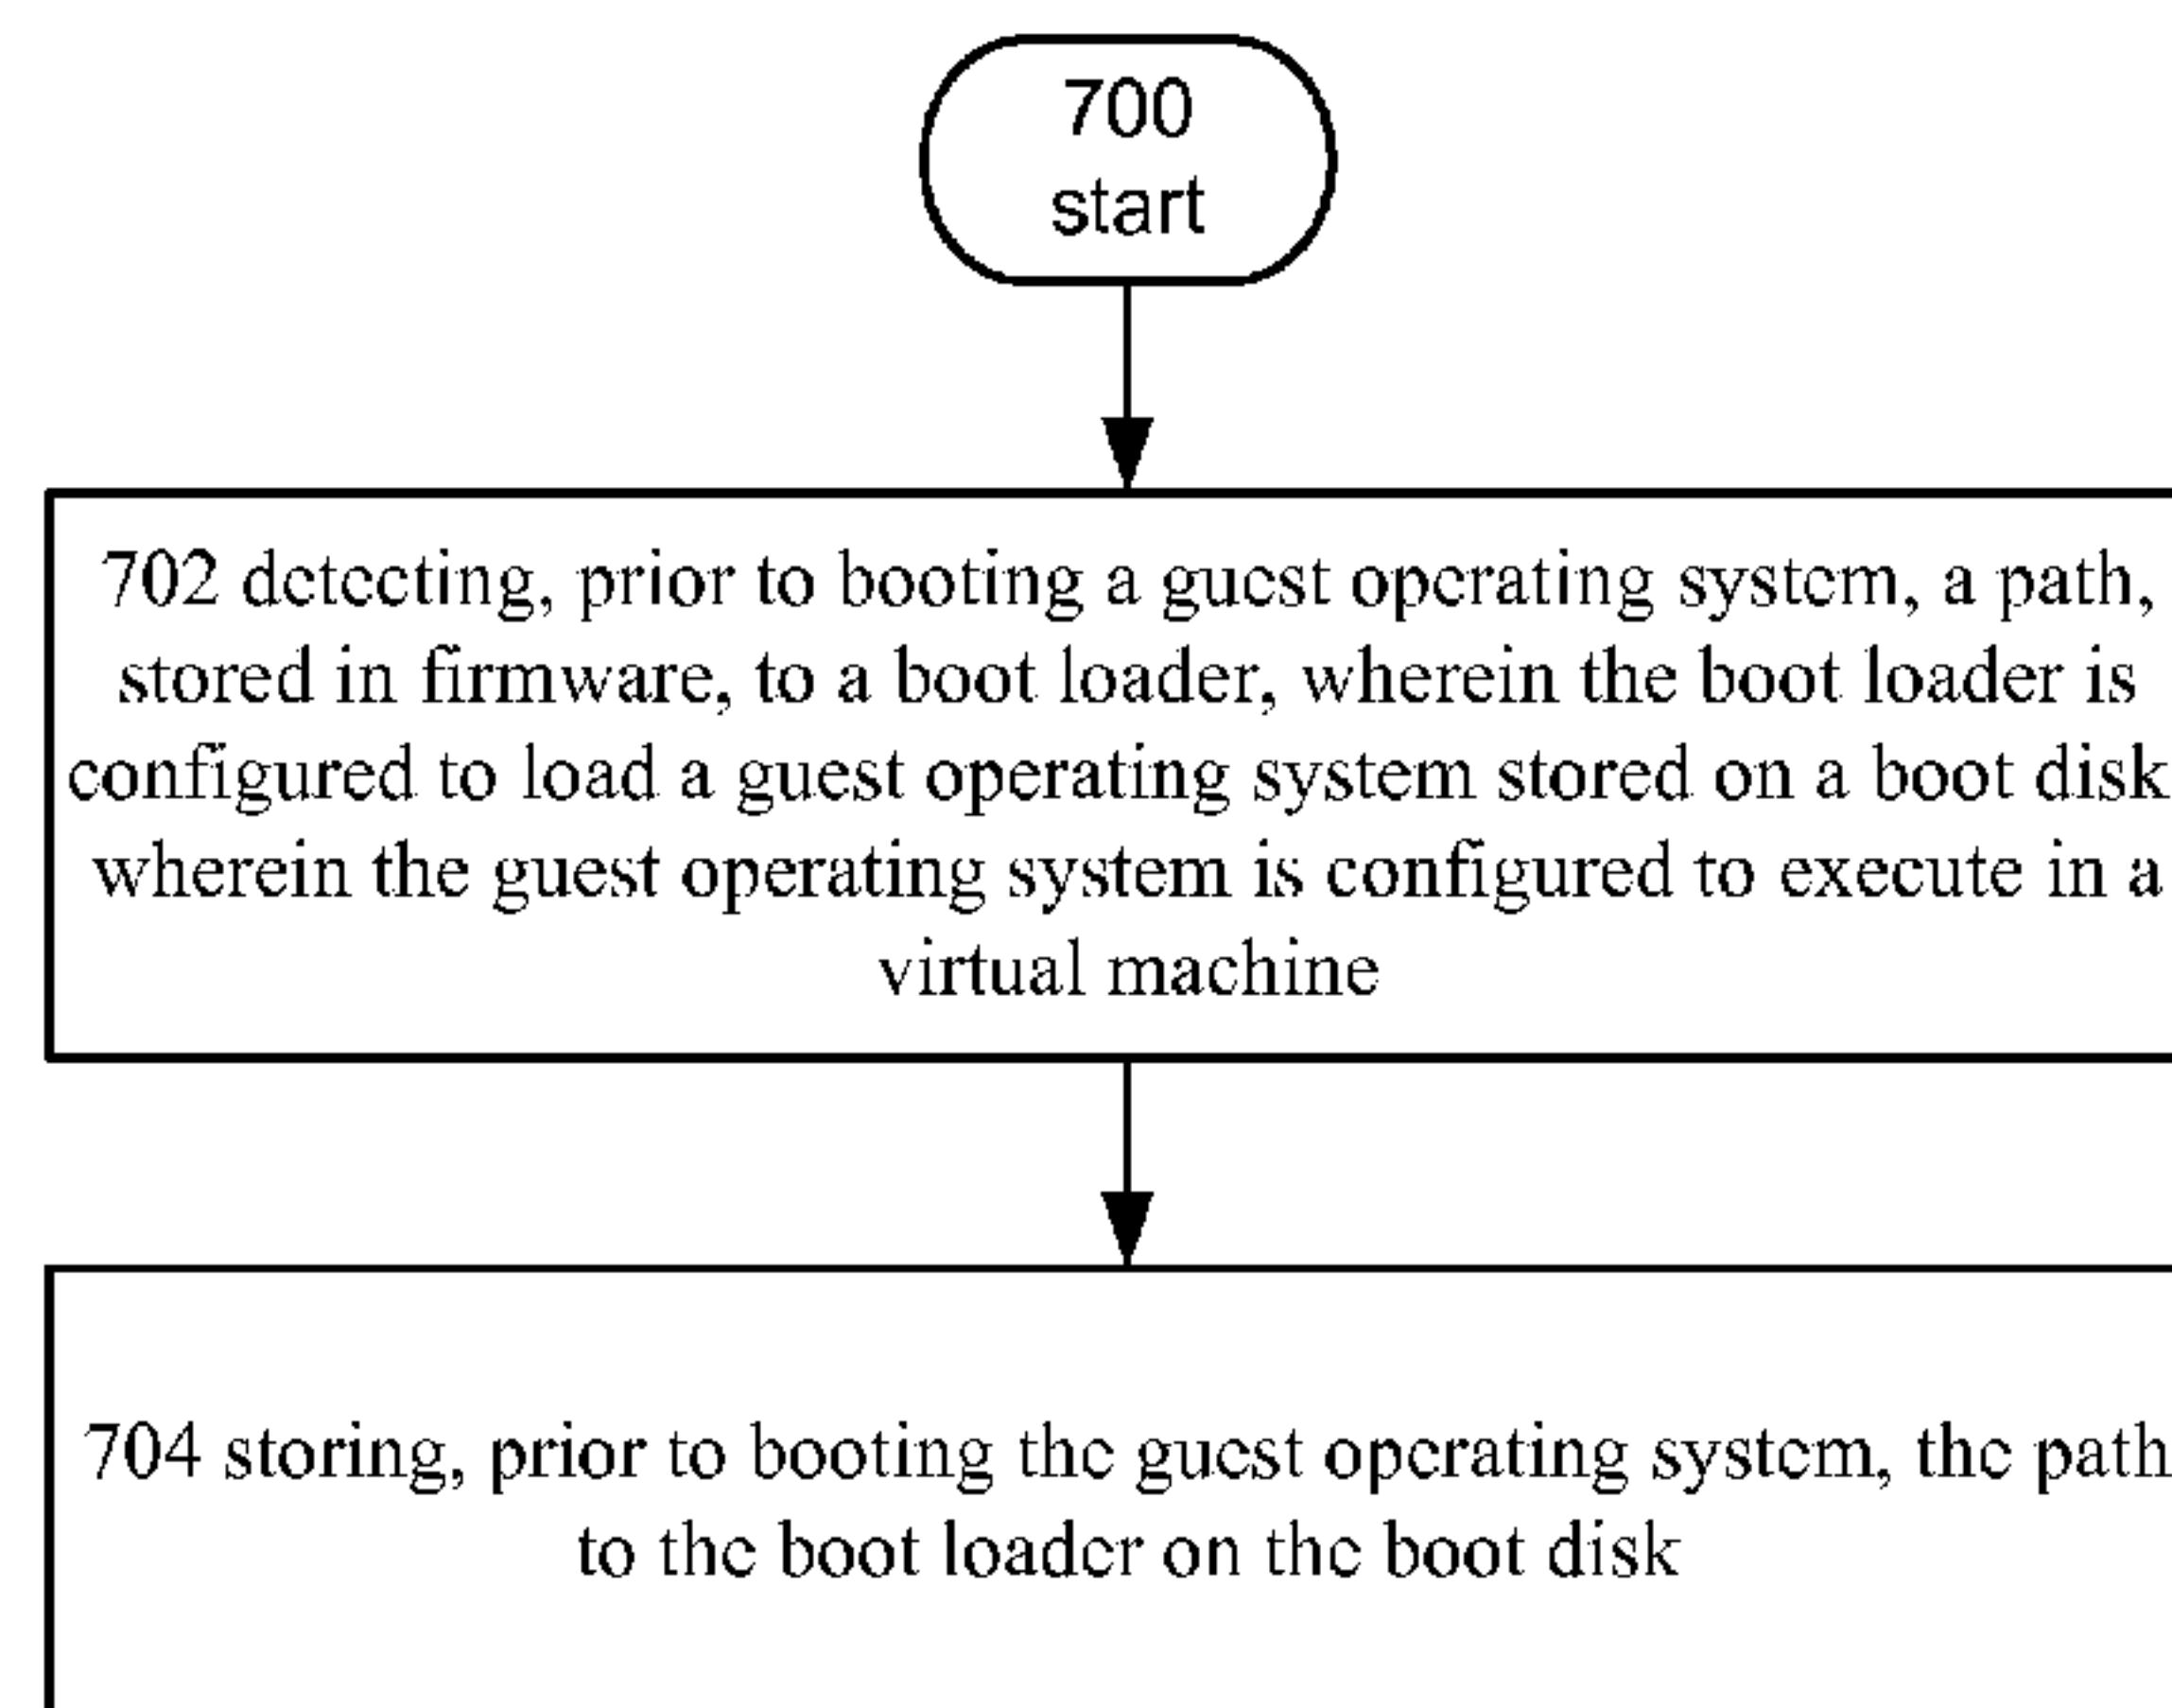 700
start
702 detecting, prior to booting a guest operating system, a path,
stored in firmware, to a boot loader, wherein the boot loader is
configured to load a guest operating system stored on a boot disk
wherein the guest operating system is configured to execute in a
virtual machine
704 storing, prior to booting the guest operating system, the path
to the boot loader on the boot disk